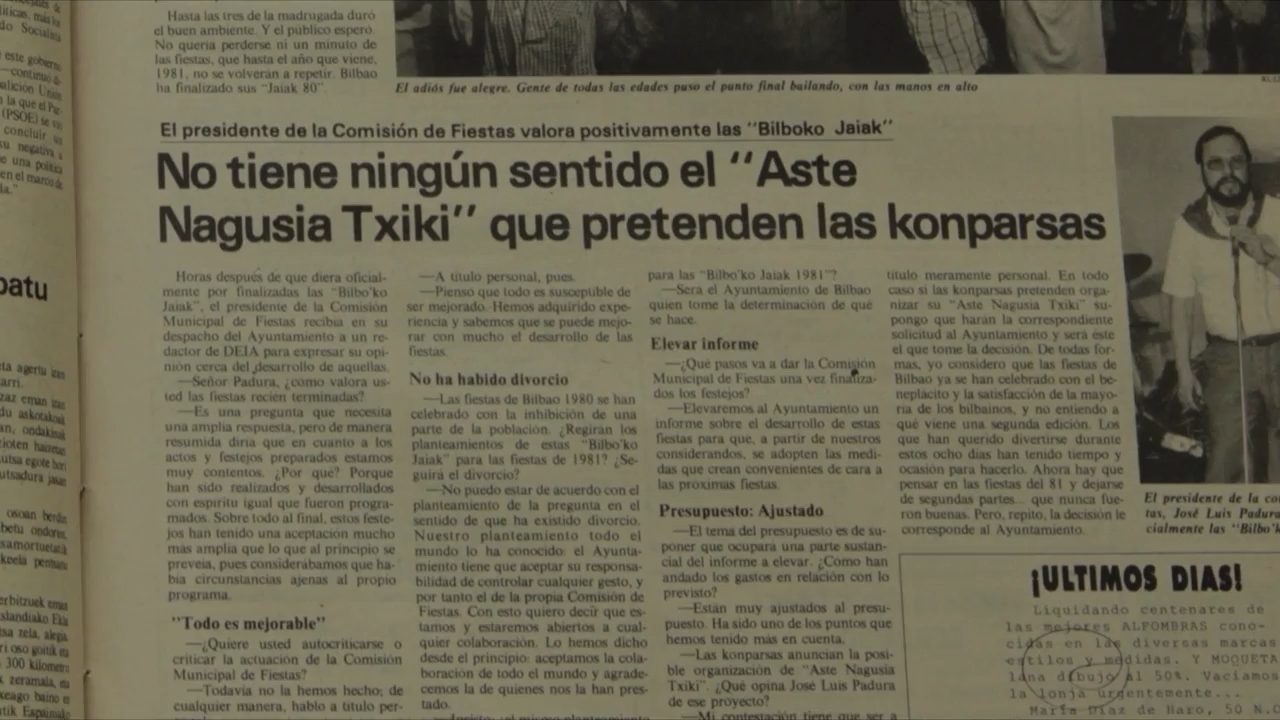 Hasta las tres de la madrugada duró
el buen ambiente. Y el público esperó.
No quería perderse ni un minuto de
las fiestas, que hasta el año que viene,
1981, no se volverán a repetir. Bilbao
ha finalizado sus "Jaiak 80".
El adiós fue alegre. Gente de todas las edades puso el punto final bailando, con las manos en alto
El presidente de la Comisión de Fiestas valora positivamente las "Bilboko Jaiak"
No tiene ningún sentido el "Aste
Nagusia Txiki" que pretenden las konparsas
Horas después de que diera oficial-
mente por finalizadas las "Bilbo'ko
Jaiak", el presidente de la Comisión
Municipal de Fiestas recibía en su
despacho del Ayuntamiento a un re-
dactor de DEIA para expresar su opi-
nión cerca del desarrollo de aquellas.
—Señor Padura, ¿cómo valora us-
ted las fiestas recién terminadas?
—Es una pregunta que necesita
una amplia respuesta, pero de manera
resumida diría que en cuanto a los
actos y festejos preparados estamos
muy contentos. ¿Por qué? Porque
han sido realizados y desarrollados
con espíritu igual que fueron progra-
mados. Sobre todo al final, estos feste-
jos han tenido una aceptación mucho
más amplia que lo que al principio se
preveía, pues considerábamos que ha-
bía circunstancias ajenas al propio
programa.
"Todo es mejorable"
—¿Quiere usted autocriticarse o
criticar la actuación de la Comisión
Municipal de Fiestas?
—Todavía no la hemos hecho; de
cualquier manera, hablo a título per-
—A título personal, pues.
—Pienso que todo es susceptible de
ser mejorado. Hemos adquirido expe-
riencia y sabemos que se puede mejo-
rar con mucho el desarrollo de las
fiestas.
No ha habido divorcio
—Las fiestas de Bilbao 1980 se han
celebrado con la inhibición de una
parte de la población. ¿Regirán los
planteamientos de estas "Bilbo'ko
Jaiak" para las fiestas de 1981? ¿Se-
guirá el divorcio?
—No puedo estar de acuerdo con el
planteamiento de la pregunta en el
sentido de que ha existido divorcio.
Nuestro planteamiento todo el
mundo lo ha conocido: el Ayunta-
miento tiene que aceptar su responsa-
bilidad de controlar cualquier gesto, y
por tanto el de la propia Comisión de
Fiestas. Con esto quiero decir que es-
tamos y estaremos abiertos a cual-
quier colaboración. Lo hemos dicho
desde el principio: aceptamos la cola-
boración de todo el mundo y agrade-
cemos la de quienes nos la han pres-
tado.
para las "Bilbo'ko Jaiak 1981"?
—Será el Ayuntamiento de Bilbao
quien tome la determinación de qué
se hace.
Elevar informe
—¿Qué pasos va a dar la Comisión
Municipal de Fiestas una vez finaliza-
dos los festejos?
—Elevaremos al Ayuntamiento un
informe sobre el desarrollo de estas
fiestas para que, a partir de nuestros
considerandos, se adopten las medi-
das que crean convenientes de cara a
las próximas fiestas.
Presupuesto: Ajustado
—El tema del presupuesto es de su-
poner que ocupará una parte sustan-
cial del informe a elevar. ¿Cómo han
andado los gastos en relación con lo
previsto?
—Están muy ajustados al presu-
puesto. Ha sido uno de los puntos que
hemos tenido más en cuenta.
—Las konparsas anuncian la posi-
ble organización de "Aste Nagusia
Txiki". ¿Qué opina José Luis Padura
de ese proyecto?
—Mi contestación tiene que ser a
título meramente personal. En todo
caso si las konparsas pretenden orga-
nizar su "Aste Nagusia Txiki" su-
pongo que harán la correspondiente
solicitud al Ayuntamiento y será éste
el que tome la decisión. De todas for-
mas, yo considero que las fiestas de
Bilbao ya se han celebrado con el be-
neplácito y la satisfacción de la mayo-
ría de los bilbainos, y no entiendo a
qué viene una segunda edición. Los
que han querido divertirse durante
estos ocho días han tenido tiempo y
ocasión para hacerlo. Ahora hay que
pensar en las fiestas del 81 y dejarse
de segundas partes... que nunca fue-
ron buenas. Pero, repito, la decisión le
corresponde al Ayuntamiento.
El presidente de la co
tas, José Luis Padura
cialmente las "Bilbo'k
¡ULTIMOS DIAS!
Liquidando centenares de
las mejores ALFOMBRAS cono-
cidas en las diversas marcas
estilos y medidas. Y MOQUETA
lana dibujo al 50%. Vaciamos
la lonja urgentemente...
María Díaz de Haro, 50